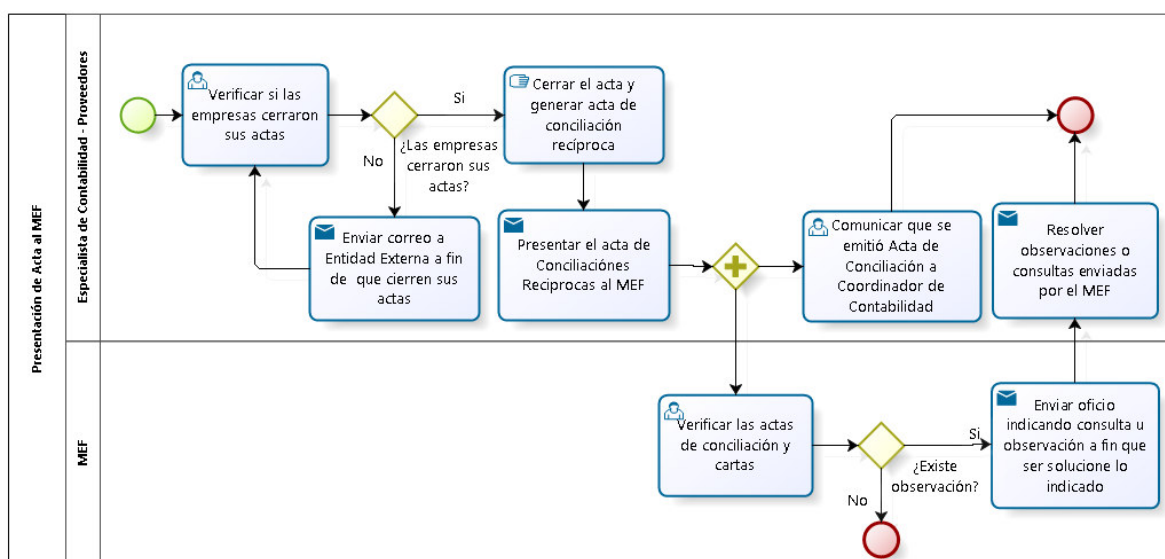 Presentación de Acta al MEF
Especialista de Contabilidad - Proveedores
Verificar si las
empresas cerraron
sus actas
Si
¿Las empresas
cerraron sus
actas?
No
Cerrar el acta y
generar acta de
conciliación
recíproca
Enviar correo a
Entidad Externa a fin
de que cierren sus
actas
Presentar el acta de
Conciliaciónes
Reciprocas al MEF
Comunicar que se
emitió Acta de
Conciliación a
Coordinador de
Contabilidad
Resolver
observaciones o
consultas enviadas
por el MEF
MEF
Verificar las actas
de conciliación y
cartas
¿Existe
observación?
Si
No
Enviar oficio
indicando consulta u
observación a fin que
ser solucione lo
indicado